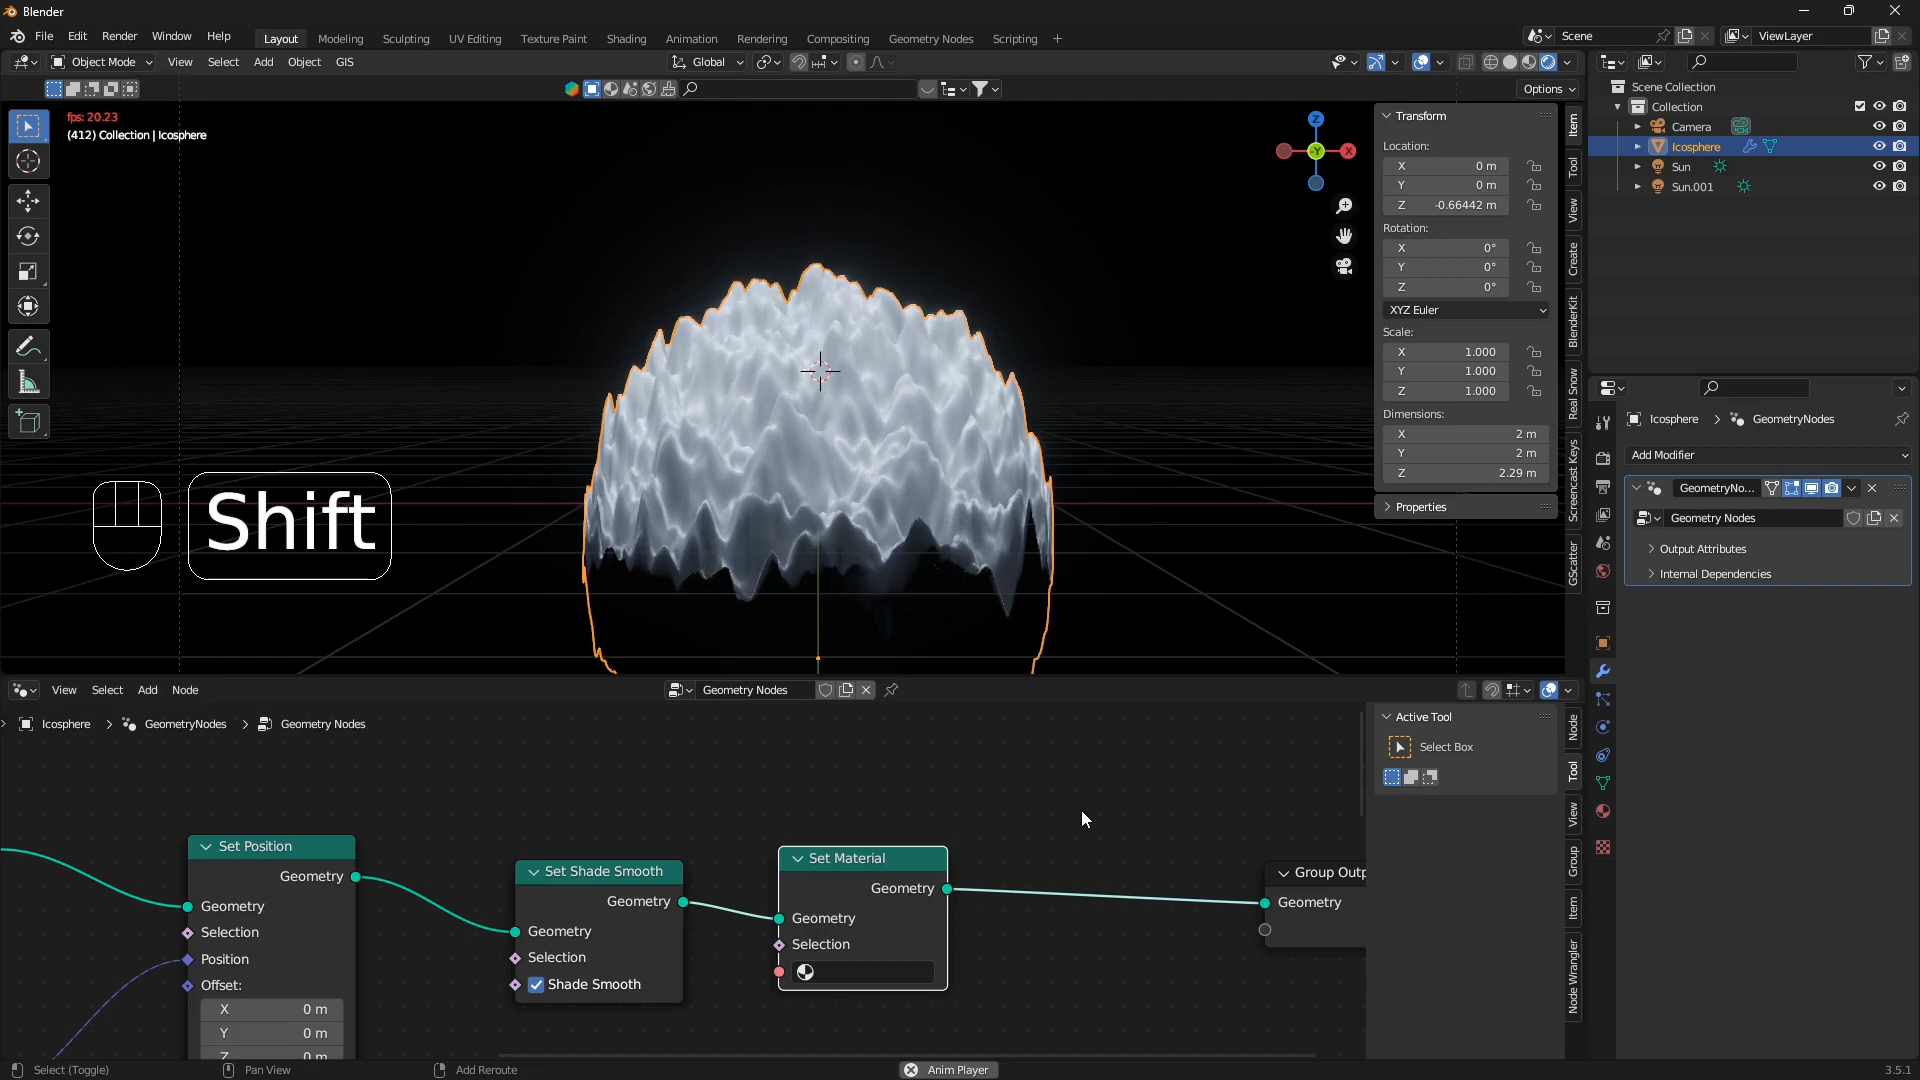 Blender
File Edit Render Window Help Layout Modeling Sculpting UV Editing Texture Paint Shading Animation Rendering Compositing Geometry Nodes Scripting + Scene ViewLayer
Object Mode View Select Add Object GIS Global
Options
fps: 20.23
(412) Collection | Icosphere
Z
X
-Y
Transform
Location:
X 0 m
Y 0 m
Z -0.66442 m
Rotation:
X 0°
Y 0°
Z 0°
XYZ Euler
Scale:
X 1.000
Y 1.000
Z 1.000
Dimensions:
X 2 m
Y 2 m
Z 2.29 m
Properties
Item
Tool
View
Create
BlenderKit
Real Snow
Screencast Keys
GScatter
Scene Collection
Collection
Camera
Icosphere
Sun
Sun.001
Icosphere > GeometryNodes
Add Modifier
GeometryNo...
Geometry Nodes
Output Attributes
Internal Dependencies
Shift
View Select Add Node Geometry Nodes
Icosphere > GeometryNodes > Geometry Nodes
Active Tool
Select Box
Node
Tool
View
Group
Item
Node Wrangler
Set Position
Geometry
Geometry
Selection
Position
Offset:
X 0 m
Y 0 m
Z 0 m
Set Shade Smooth
Geometry
Geometry
Selection
Shade Smooth
Set Material
Geometry
Geometry
Selection
Group Outp
Geometry
Select (Toggle) Pan View Add Reroute Anim Player 3.5.1